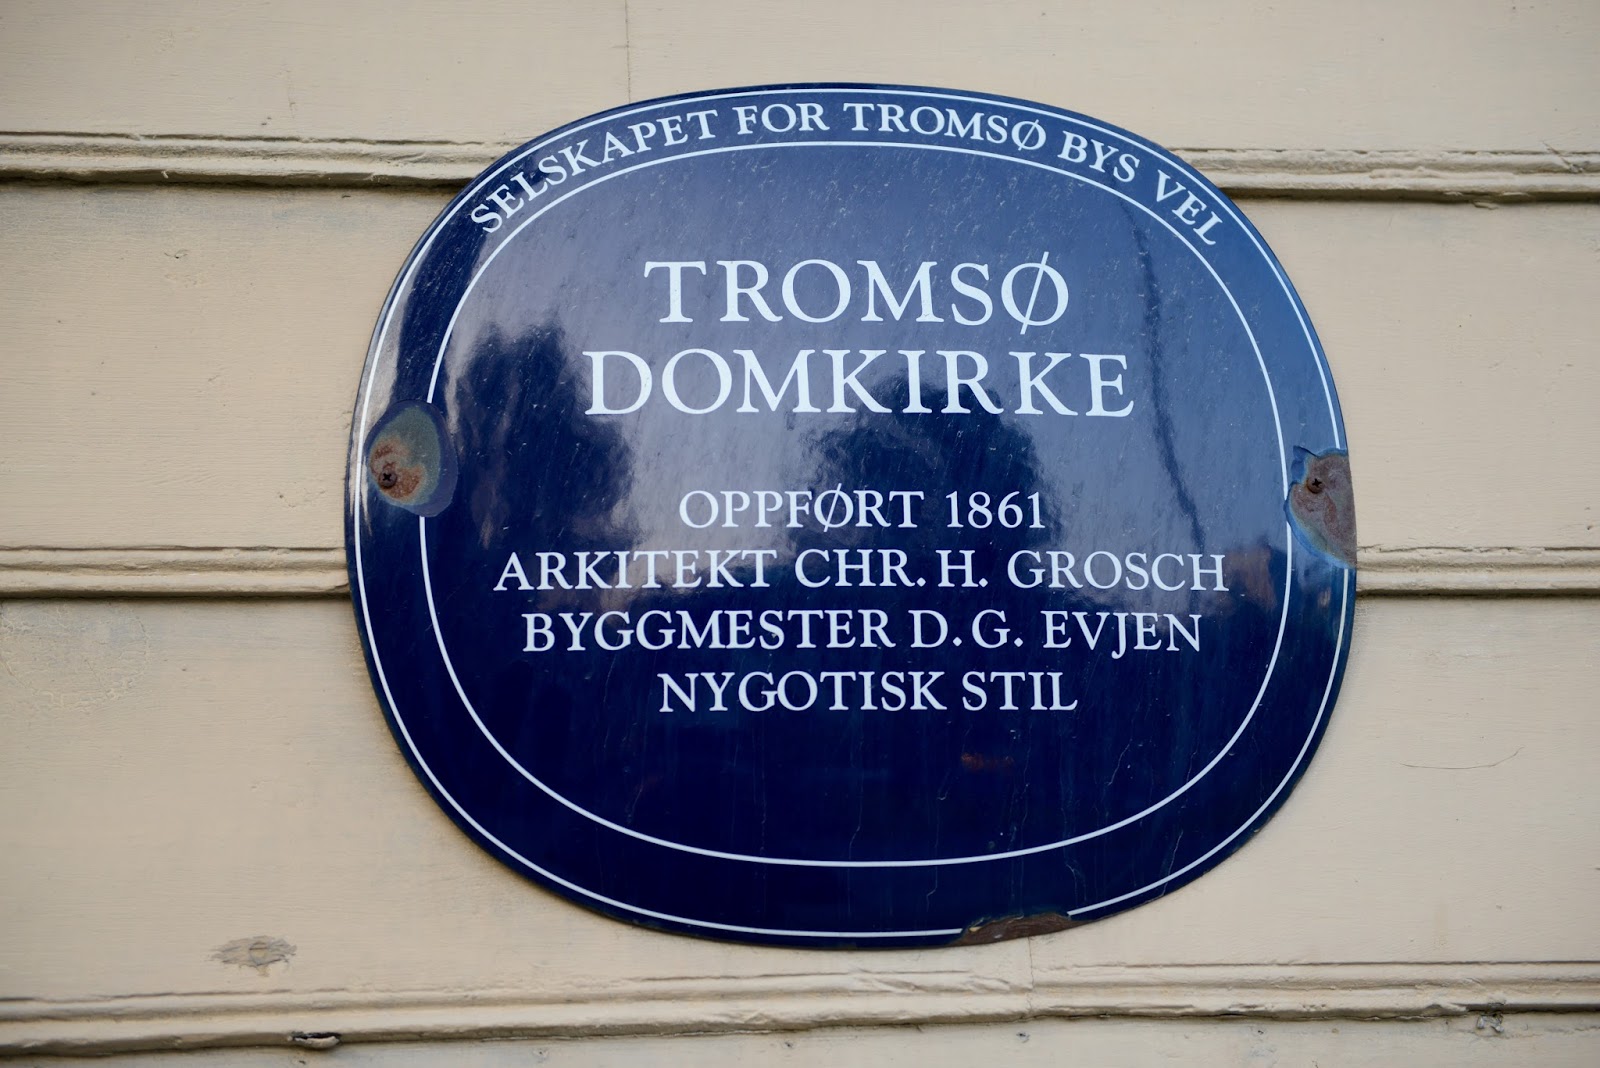 SELSKAPET FOR TROMSØ BYS VEL
TROMSØ
DOMKIRKE
OPPFØRT 1861
ARKITEKT CHR. H. GROSCH
BYGGMESTER D. G. EVJEN
NYGOTISK STIL